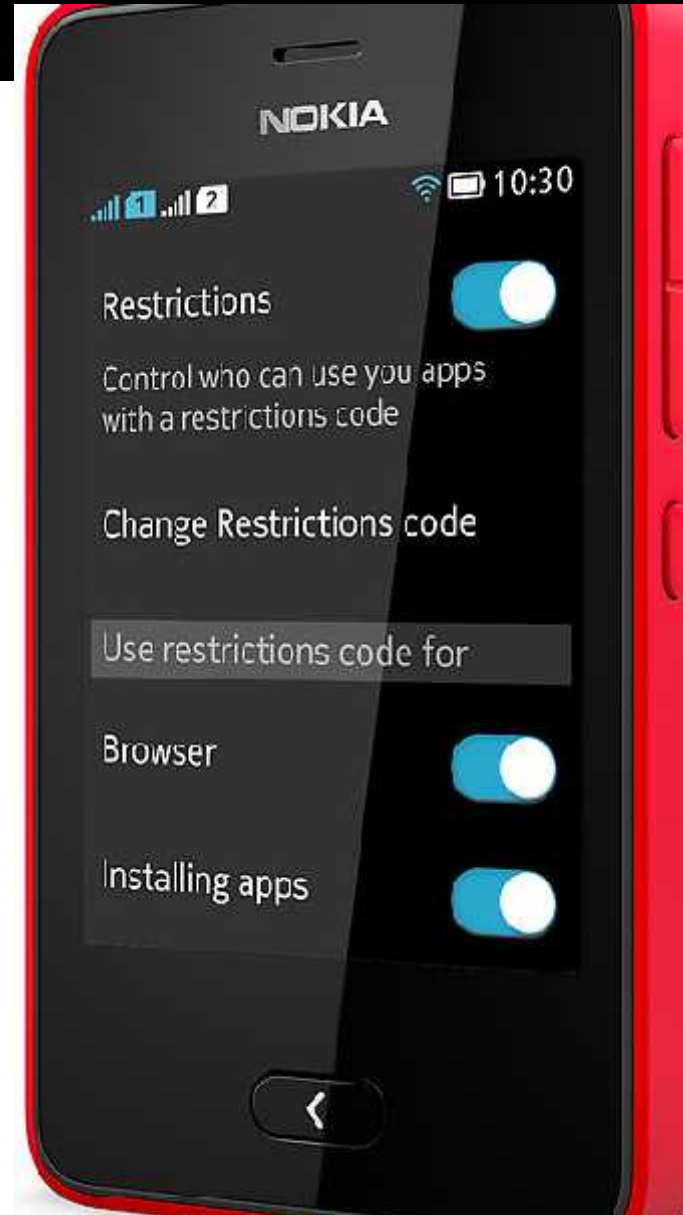 NOKIA
1 2 10:30
Restrictions
Control who can use you apps
with a restrictions code
Change Restrictions code
Use restrictions code for
Browser
Installing apps